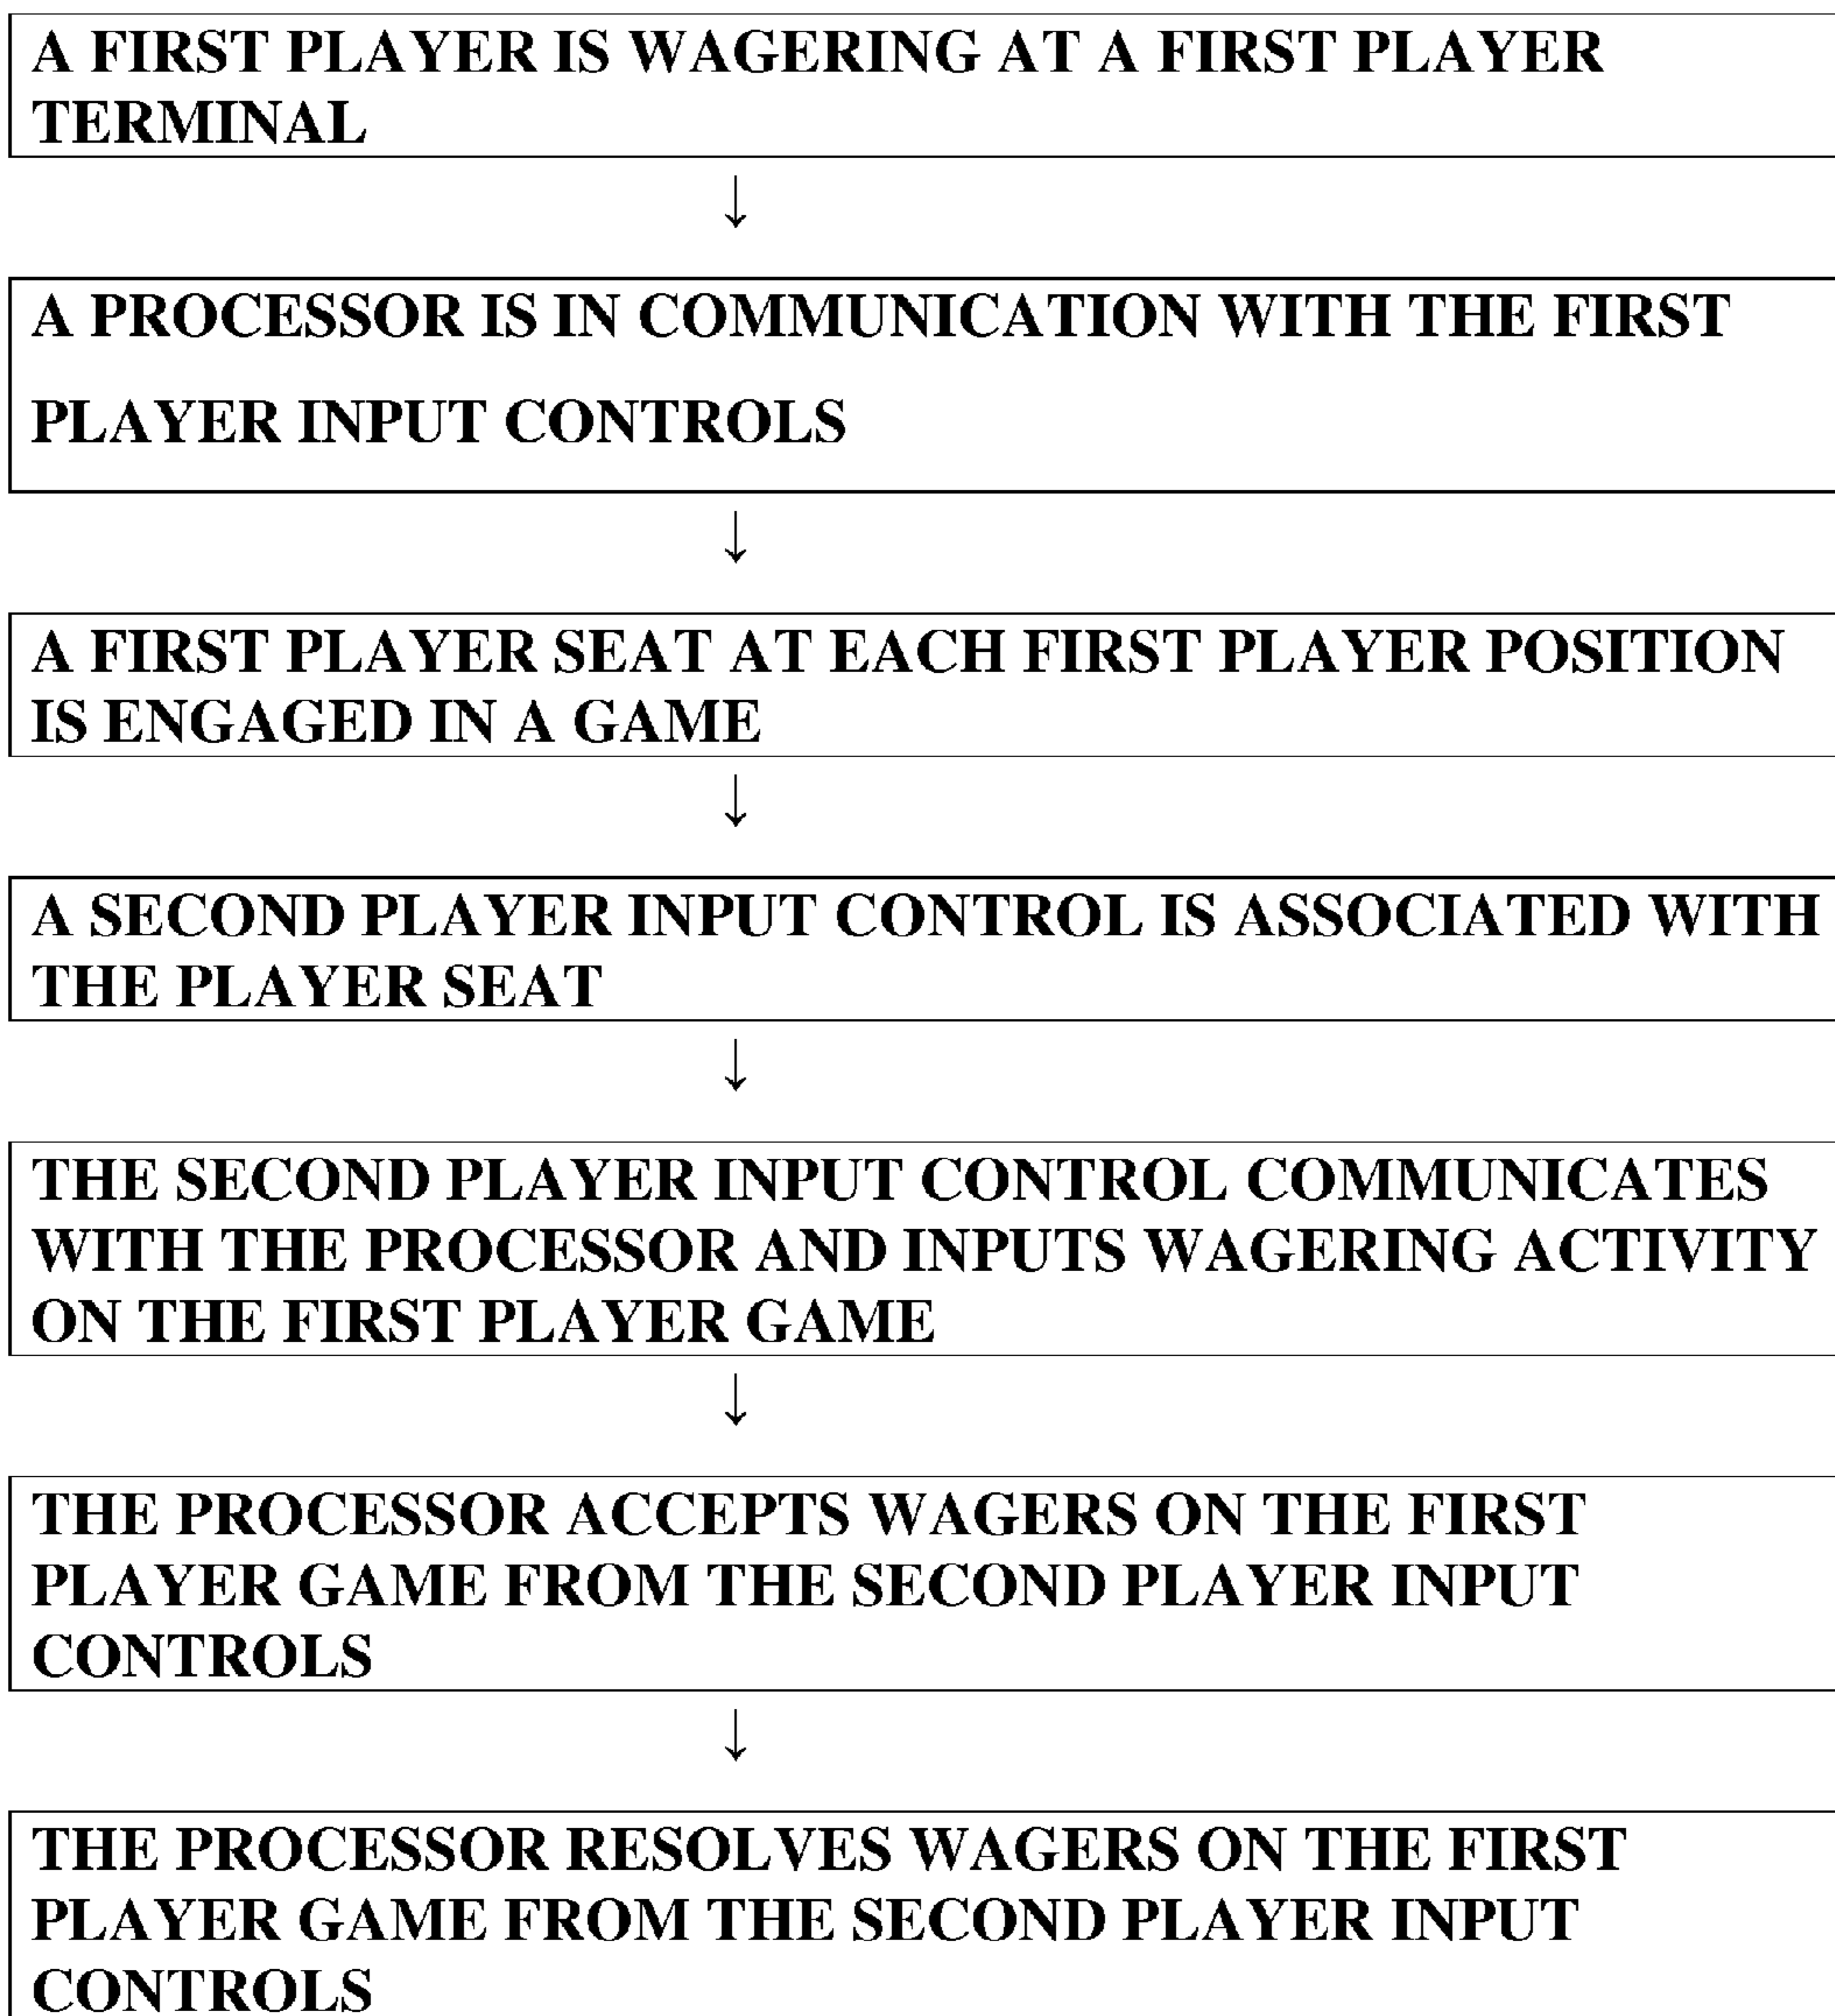 A FIRST PLAYER IS WAGERING AT A FIRST PLAYER
TERMINAL
↓
A PROCESSOR IS IN COMMUNICATION WITH THE FIRST
PLAYER INPUT CONTROLS
↓
A FIRST PLAYER SEAT AT EACH FIRST PLAYER POSITION
IS ENGAGED IN A GAME
↓
A SECOND PLAYER INPUT CONTROL IS ASSOCIATED WITH
THE PLAYER SEAT
↓
THE SECOND PLAYER INPUT CONTROL COMMUNICATES
WITH THE PROCESSOR AND INPUTS WAGERING ACTIVITY
ON THE FIRST PLAYER GAME
↓
THE PROCESSOR ACCEPTS WAGERS ON THE FIRST
PLAYER GAME FROM THE SECOND PLAYER INPUT
CONTROLS
↓
THE PROCESSOR RESOLVES WAGERS ON THE FIRST
PLAYER GAME FROM THE SECOND PLAYER INPUT
CONTROLS